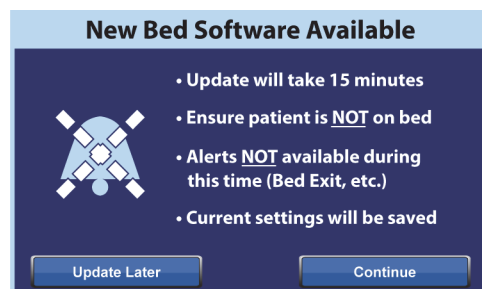 New Bed Software Available
• Update will take 15 minutes
• Ensure patient is NOT on bed
• Alerts NOT available during
this time (Bed Exit, etc.)
• Current settings will be saved
Update Later
Continue